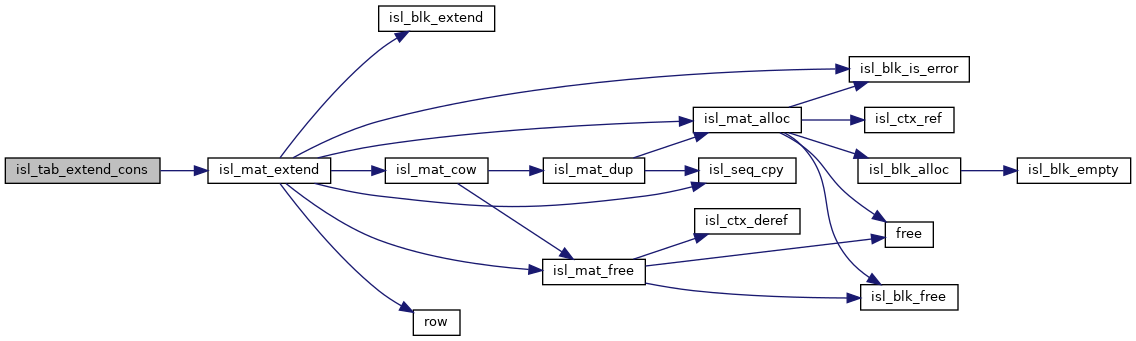 isl_blk_extend
isl_blk_is_error
isl_mat_alloc
isl_ctx_ref
isl_tab_extend_cons
isl_mat_extend
isl_mat_cow
isl_mat_dup
isl_seq_cpy
isl_blk_alloc
isl_blk_empty
isl_ctx_deref
free
isl_mat_free
isl_blk_free
row